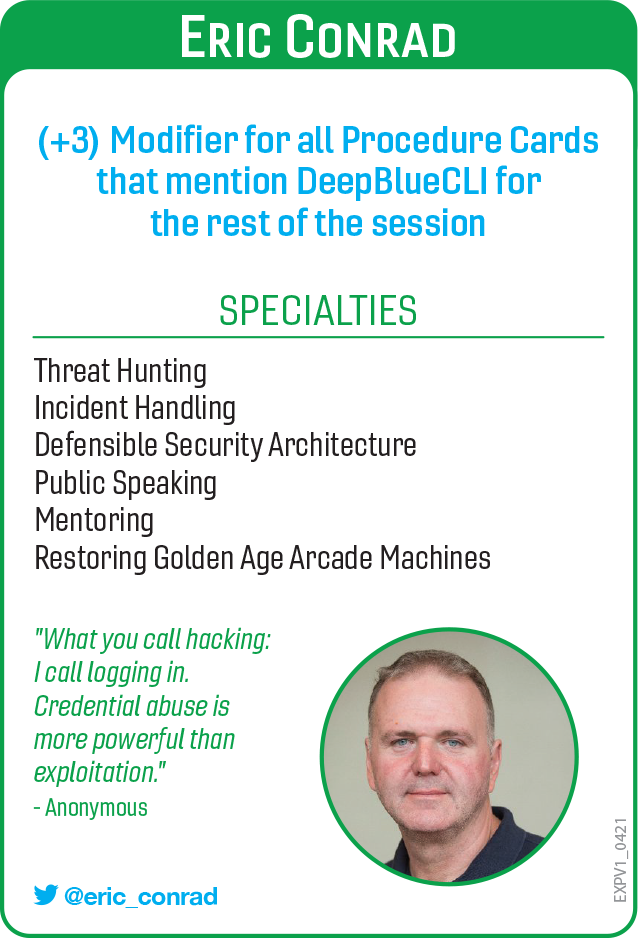 ERIC CONRAD
(+3) Modifier for all Procedure Cards
that mention DeepBlueCLI for
the rest of the session
SPECIALTIES
Threat Hunting
Incident Handling
Defensible Security Architecture
Public Speaking
Mentoring
Restoring Golden Age Arcade Machines
"What you call hacking:
I call logging in.
Credential abuse is
more powerful than
exploitation."
- Anonymous
@eric_conrad
EXPV1_0421